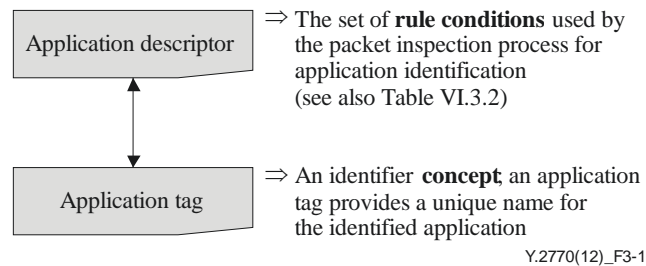 Application descriptor
⇒ The set of rule conditions used by
the packet inspection process for
application identification
(see also Table VI.3.2)
Application tag
⇒ An identifier concept, an application
tag provides a unique name for
the identified application
Y.2770(12)_F3-1